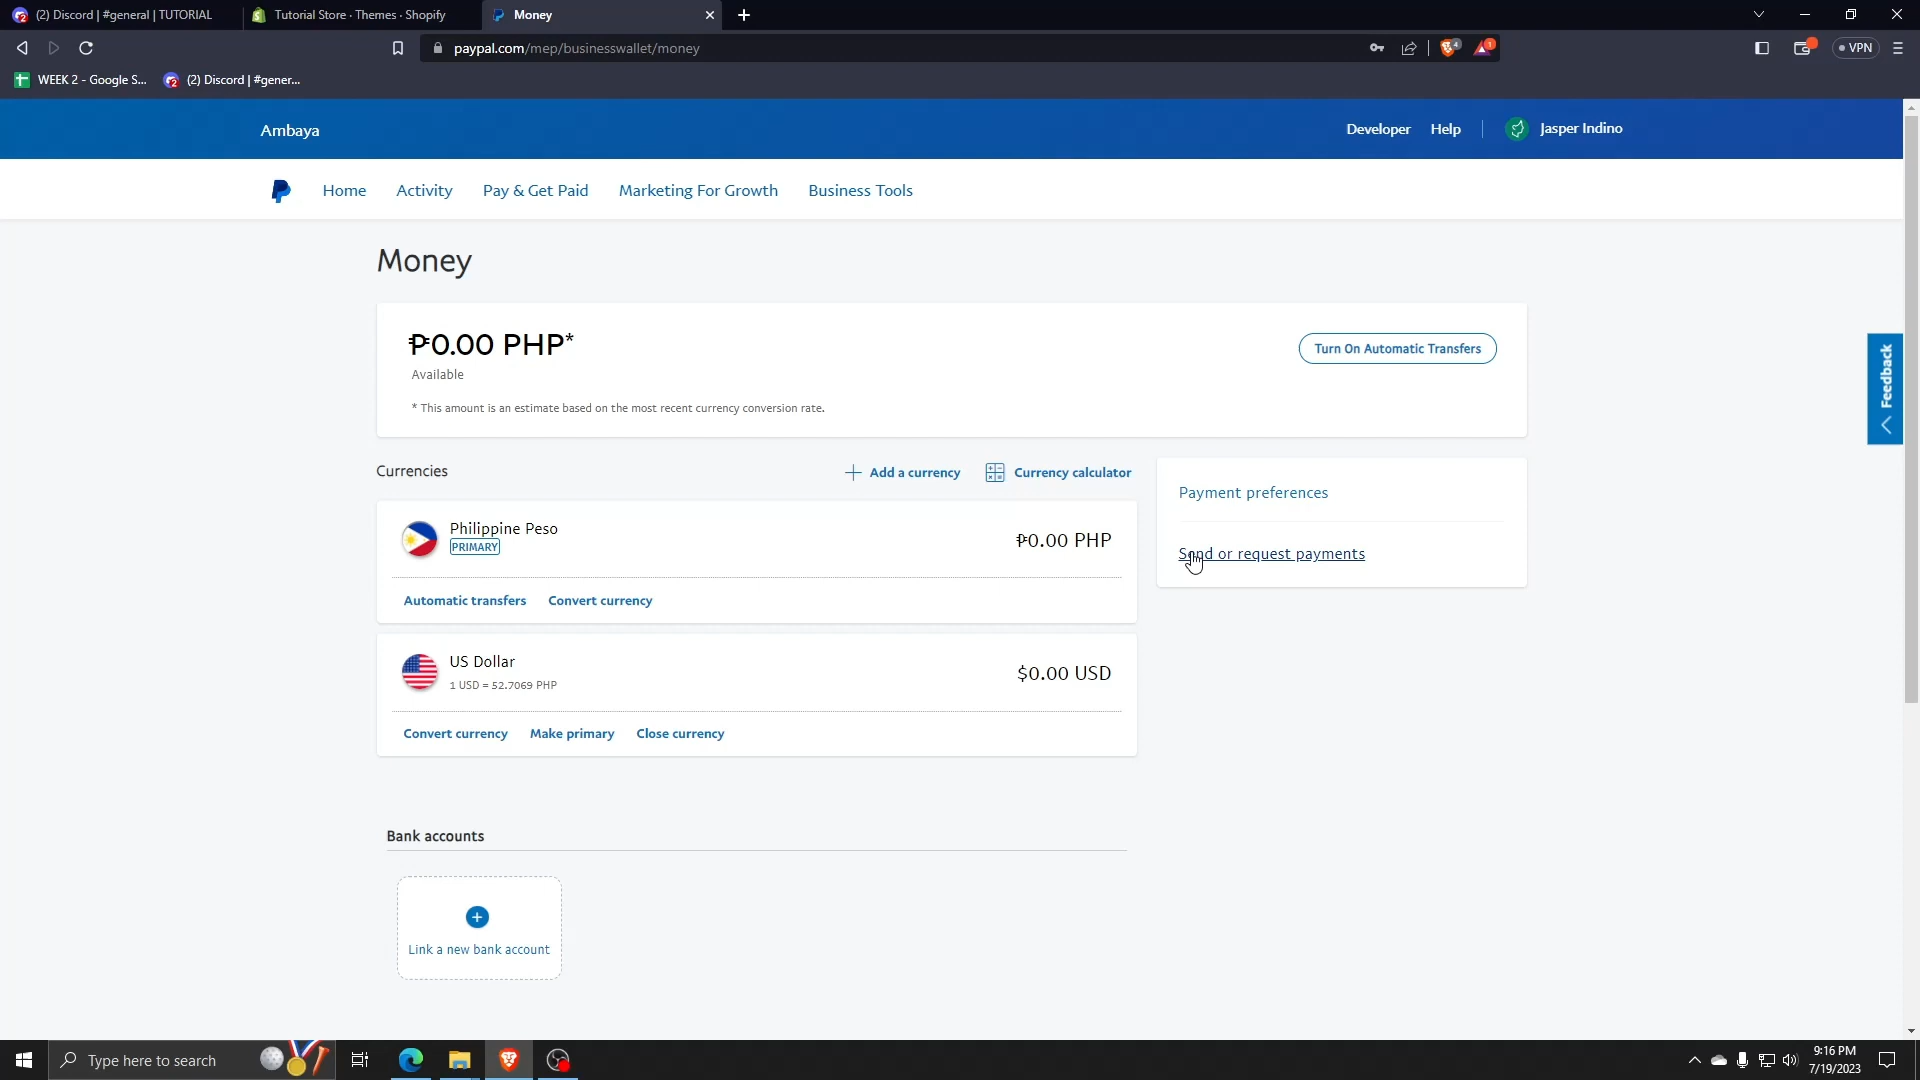 (2) Discord | #general | TUTORIAL
Tutorial Store · Themes · Shopify
Money
paypal.com/mep/businesswallet/money
4
1
VPN
WEEK 2 - Google S...
(2) Discord | #gener...
Ambaya
Developer Help Jasper Indino
Home Activity Pay & Get Paid Marketing For Growth Business Tools
Money
₱0.00 PHP*
Available
* This amount is an estimate based on the most recent currency conversion rate.
Turn On Automatic Transfers
Feedback
Currencies
Add a currency
Currency calculator
Philippine Peso
PRIMARY
₱0.00 PHP
Automatic transfers Convert currency
US Dollar
1 USD = 52.7069 PHP
$0.00 USD
Convert currency Make primary Close currency
Payment preferences
Send or request payments
Bank accounts
Link a new bank account
Type here to search
9:16 PM
7/19/2023